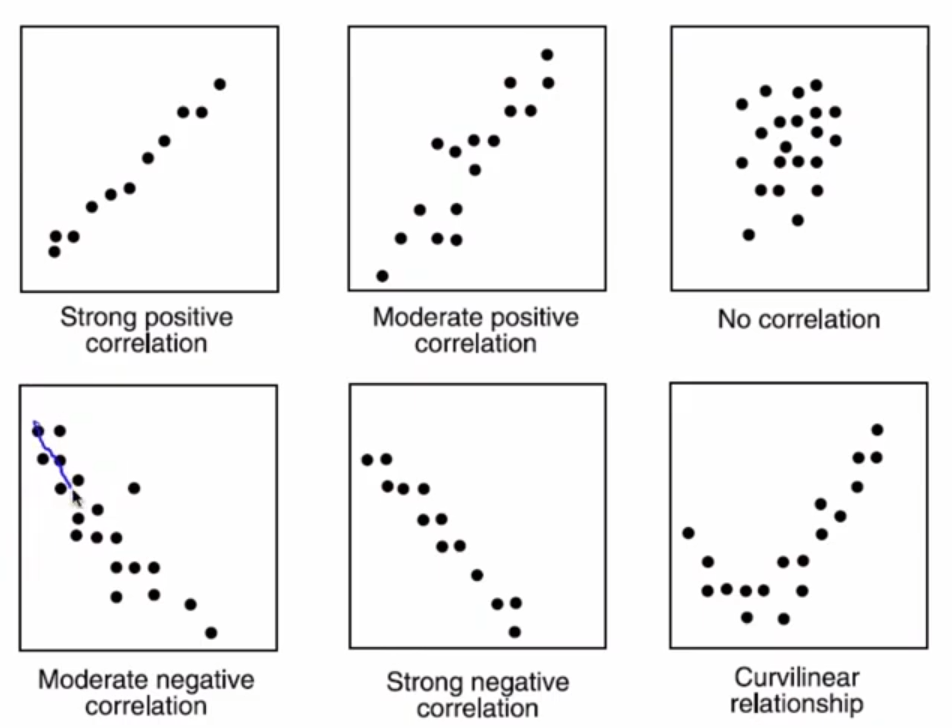 Strong positive
correlation
Moderate positive
correlation
No correlation
Moderate negative
correlation
Strong negative
correlation
Curvilinear
relationship